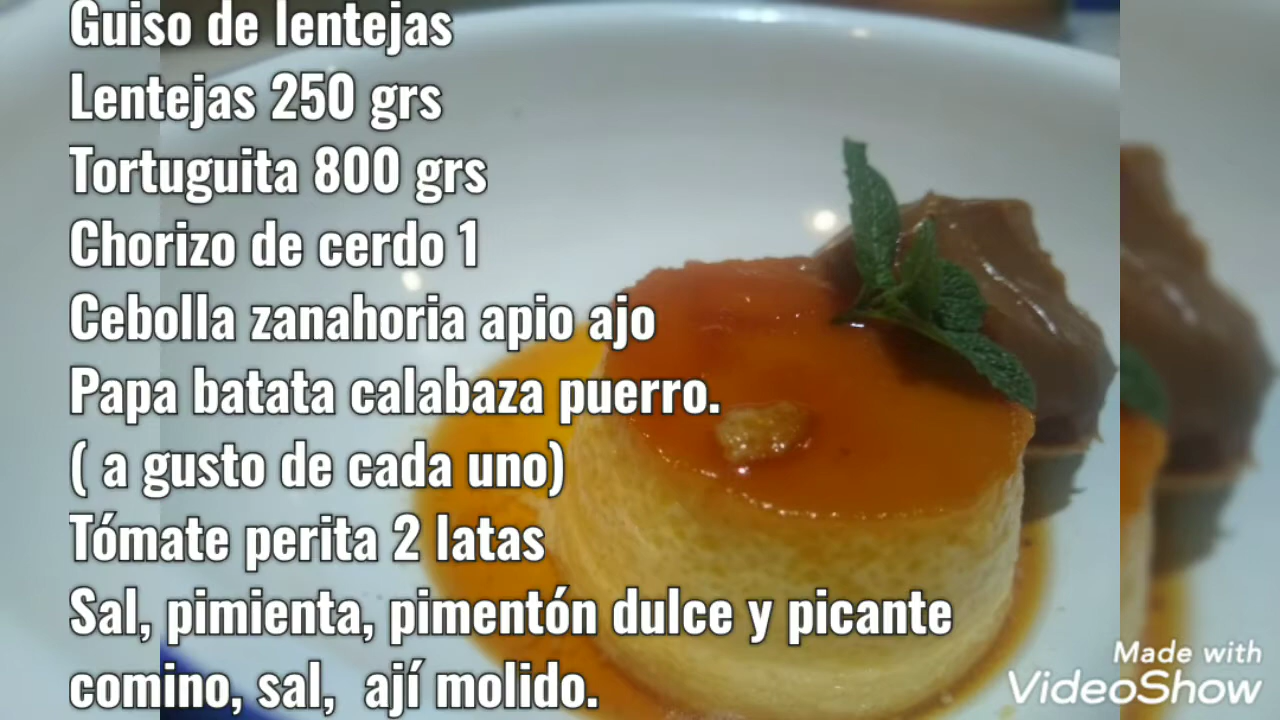 Guiso de lentejas
Lentejas 250 grs
Tortuguita 800 grs
Chorizo de cerdo 1
Cebolla zanahoria apio ajo
Papa batata calabaza puerro.
( a gusto de cada uno)
Tómate perita 2 latas
Sal, pimienta, pimentón dulce y picante
comino, sal,  ají molido.
Made with
VideoShow